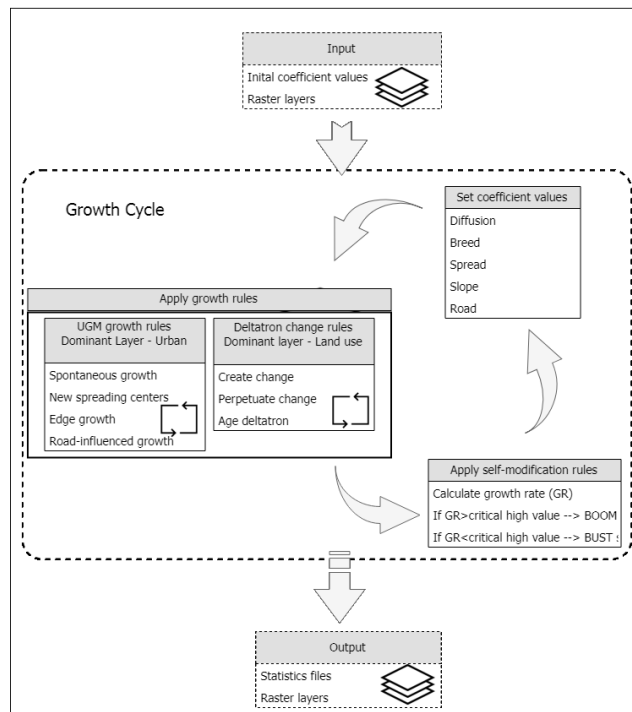 Input
Inital coefficient values
Raster layers
Growth Cycle
Set coefficient values
Diffusion
Breed
Spread
Slope
Road
Apply growth rules
UGM growth rules
Dominant Layer - Urban
Spontaneous growth
New spreading centers
Edge growth
Road-influenced growth
Deltatron change rules
Dominant layer - Land use
Create change
Perpetuate change
Age deltatron
Apply self-modification rules
Calculate growth rate (GR)
If GR>critical high value --> BOOM
If GR<critical high value --> BUST
Output
Statistics files
Raster layers